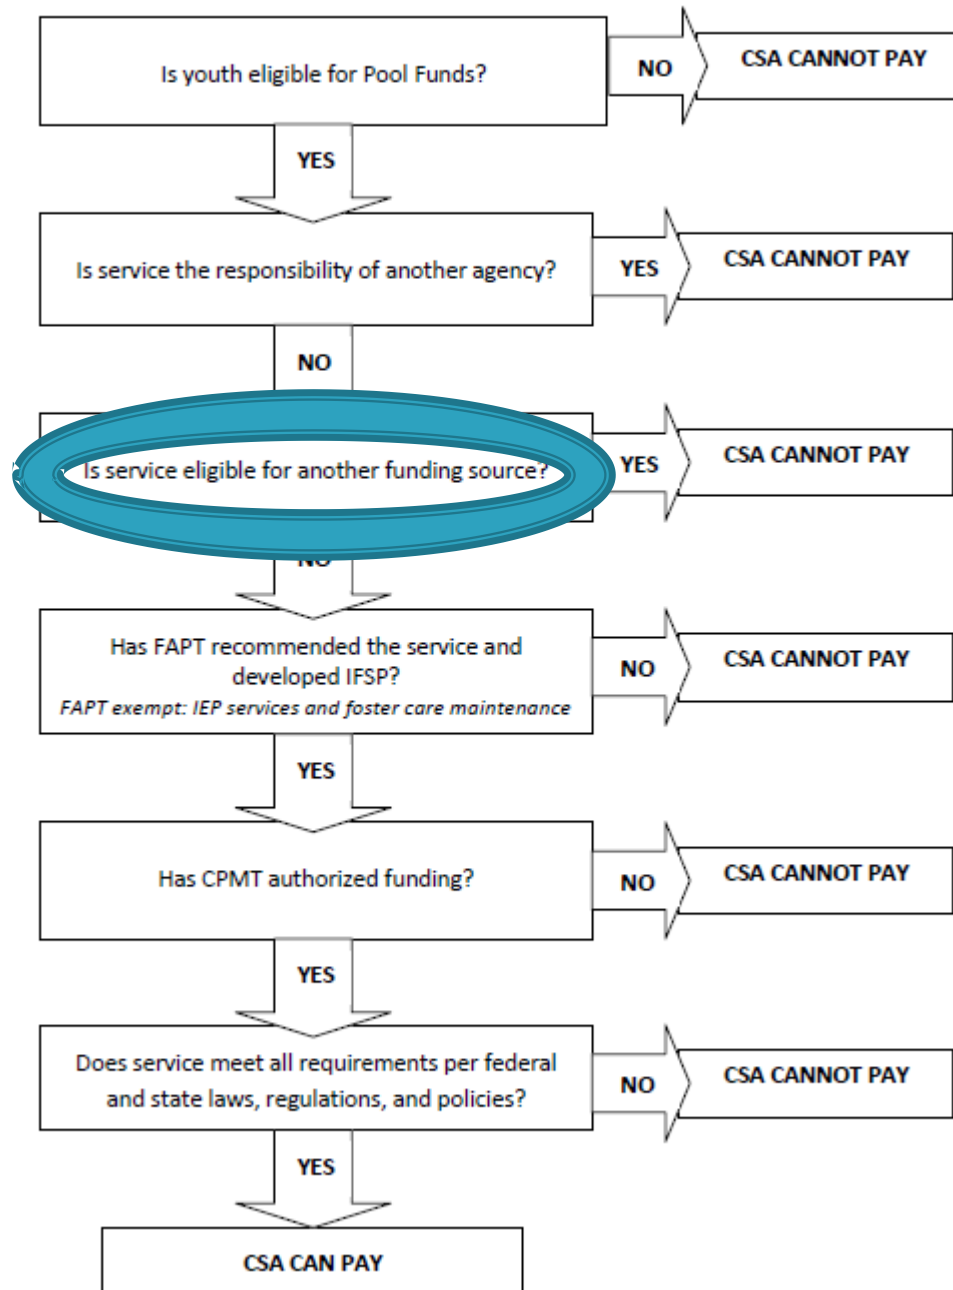 Is youth eligible for Pool Funds?
NO
CSA CANNOT PAY
YES
Is service the responsibility of another agency?
YES
CSA CANNOT PAY
NO
Is service eligible for another funding source?
YES
CSA CANNOT PAY
NO
Has FAPT recommended the service and
developed IFSP?
FAPT exempt: IEP services and foster care maintenance
NO
CSA CANNOT PAY
YES
Has CPMT authorized funding?
NO
CSA CANNOT PAY
YES
Does service meet all requirements per federal
and state laws, regulations, and policies?
NO
CSA CANNOT PAY
YES
CSA CAN PAY